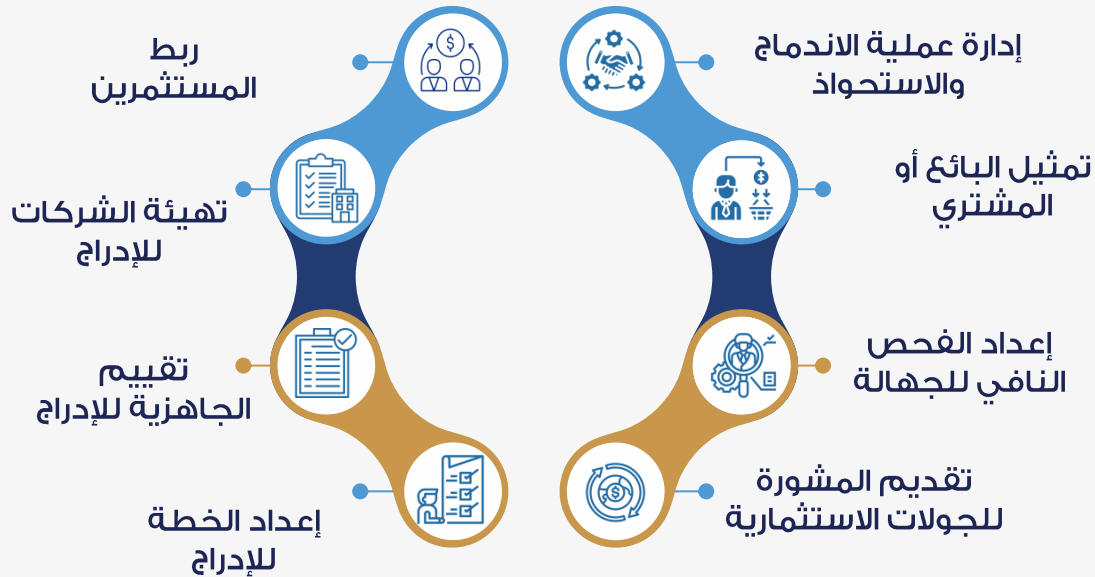 إدارة عملية الاندماج
والاستحواذ
تمثيل البائع أو
المشتري
إعداد الفحص
النافي للجهالة
تقديم المشورة
للجولات الاستثمارية
ربط
المستثمرين
تهيئة الشركات
للإدراج
تقييم
الجاهزية للإدراج
إعداد الخطة
للإدراج